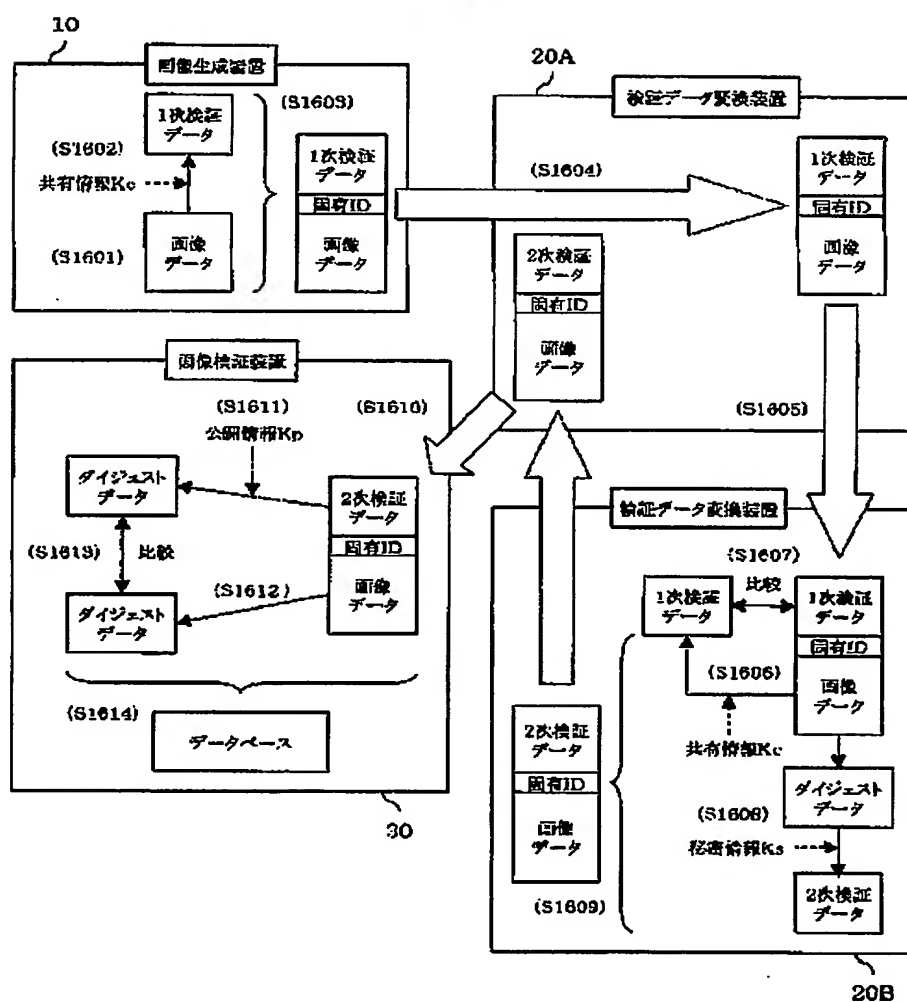 10
画像生成装置
(S1602)
1次検証
データ
(S1603)
共有情報Kc
(S1601)
画像
データ
1次検証
データ
固有ID
画像
データ
20A
検証データ変換装置
(S1604)
1次検証
データ
固有ID
画像
データ
2次検証
データ
固有ID
画像
データ
(S1605)
画像検証装置
(S1611)
公開情報Kp
(S1610)
ダイジェスト
データ
2次検証
データ
固有ID
画像
データ
(S1613)
比較
(S1612)
ダイジェスト
データ
(S1614)
データベース
30
検証データ変換装置
(S1607)
比較
1次検証
データ
1次検証
データ
固有ID
画像
データ
(S1606)
共有情報Kc
2次検証
データ
固有ID
画像
データ
ダイジェスト
データ
(S1608)
秘密情報Ks
(S1609)
2次検証
データ
20B